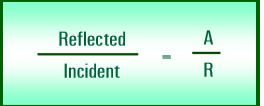 Reflected A
=
Incident R